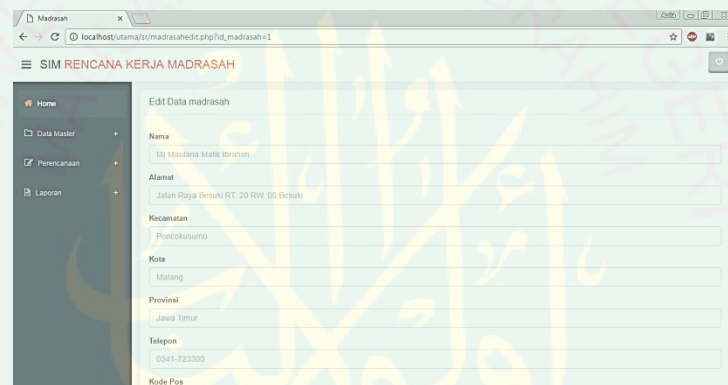 Madrasah
Aulia
localhost/utama/sr/madrasahedit.php?id_madrasah=1
SIM RENCANA KERJA MADRASAH
Home
Data Master +
Perencanaan +
Laporan +
Edit Data madrasah
Nama
MI Maulana Malik Ibrahim
Alamat
Jalan Raya Besuki RT. 20 RW. 05 Besuki
Kecamatan
Poncokusumo
Kota
Malang
Provinsi
Jawa Timur
Telepon
0341-723300
Kode Pos